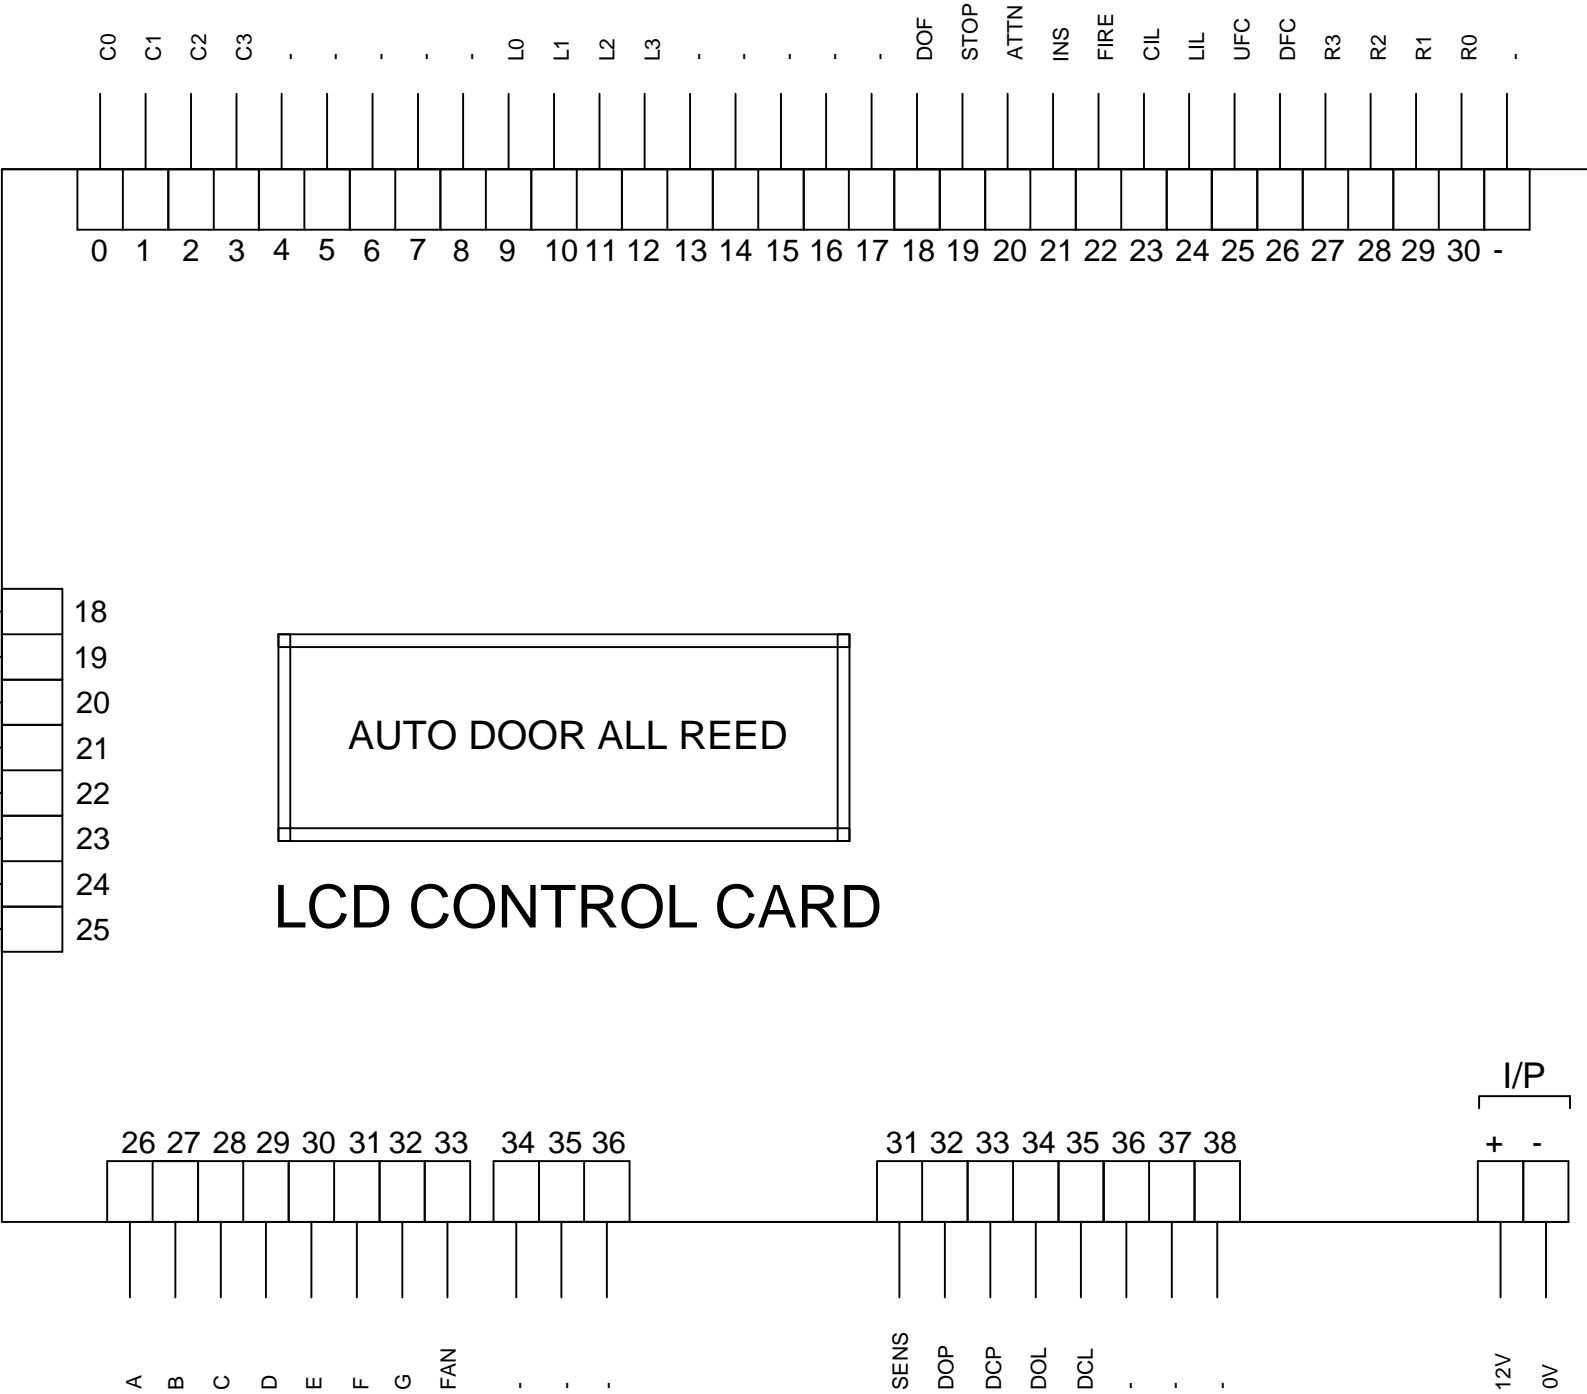 C0 C1 C2 C3 - - - - - L0 L1 L2 L3 - - - - - DOF STOP ATTN INS FIRE CIL LIL UFC DFC R3 R2 R1 R0 -
0 1 2 3 4 5 6 7 8 9 10 11 12 13 14 15 16 17 18 19 20 21 22 23 24 25 26 27 28 29 30 -
18
19
20
21
22
23
24
25
AUTO DOOR ALL REED
LCD CONTROL CARD
I/P
26 27 28 29 30 31 32 33 34 35 36 31 32 33 34 35 36 37 38 + -
A B C D E F G FAN - - - SENS DOP DCP DOL DCL - - - 12V 0V